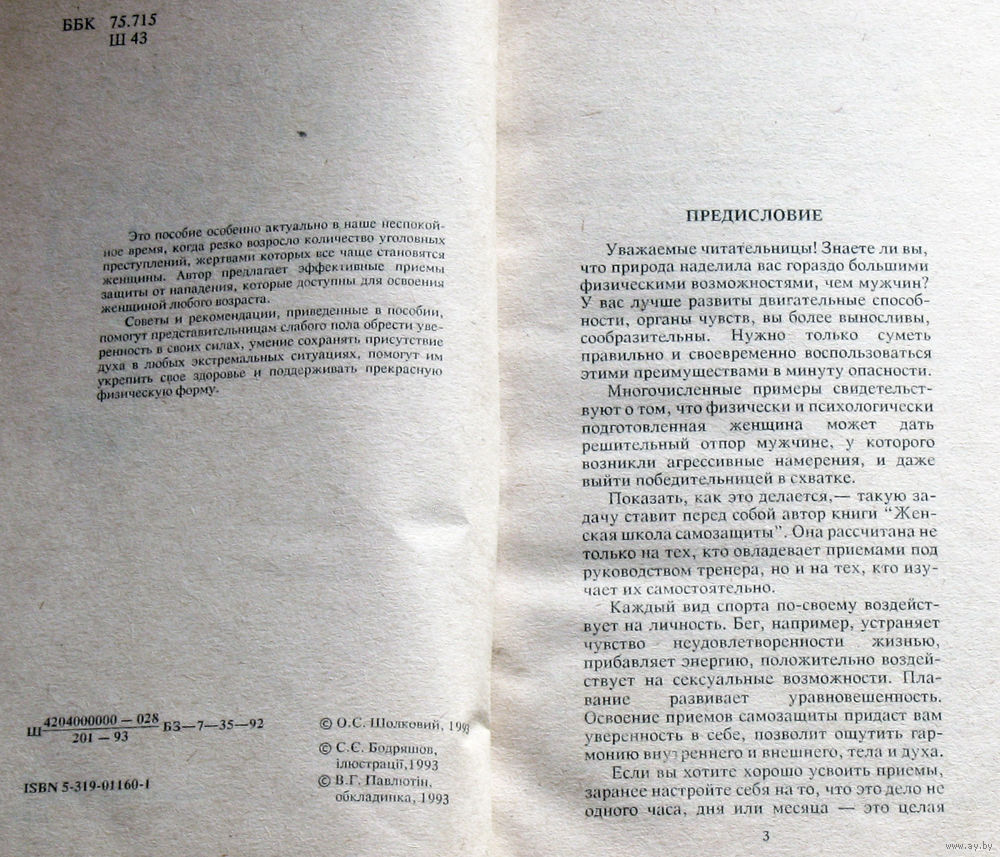 ББК 75.715
Ш 43
Это пособие особенно актуально в наше неспокой-
ное время, когда резко возросло количество уголовных
преступлений, жертвами которых все чаще становятся
женщины. Автор предлагает эффективные приемы
защиты от нападения, которые доступны для освоения
женщиной любого возраста.
Советы и рекомендации, приведенные в пособии,
помогут представительницам слабого пола обрести уве-
ренность в своих силах, умение сохранять присутствие
духа в любых экстремальных ситуациях, помогут им
укрепить свое здоровье и поддерживать прекрасную
физическую форму.
Ш 4204000000 — 028 БЗ—7—35—92
201 — 93
ISBN 5-319-01160-1
© О.С. Шолковий, 1993
© С.Є. Бодряшов,
ілюстрації,1993
© В.Г. Павлютін,
обкладинка, 1993
ПРЕДИСЛОВИЕ
Уважаемые читательницы! Знаете ли вы,
что природа наделила вас гораздо большими
физическими возможностями, чем мужчин?
У вас лучше развиты двигательные способ-
ности, органы чувств, вы более выносливы,
сообразительны. Нужно только суметь
правильно и своевременно воспользоваться
этими преимуществами в минуту опасности.
Многочисленные примеры свидетельст-
вуют о том, что физически и психологически
подготовленная женщина может дать
решительный отпор мужчине, у которого
возникли агрессивные намерения, и даже
выйти победительницей в схватке.
Показать, как это делается,— такую за-
дачу ставит перед собой автор книги “Жен-
ская школа самозащиты”. Она рассчитана не
только на тех, кто овладевает приемами под
руководством тренера, но и на тех, кто изу-
чает их самостоятельно.
Каждый вид спорта по-своему воздейст-
вует на личность. Бег, например, устраняет
чувство неудовлетворенности жизнью,
прибавляет энергию, положительно воздей-
ствует на сексуальные возможности. Пла-
вание развивает уравновешенность.
Освоение приемов самозащиты придаст вам
уверенность в себе, позволит ощутить гар-
монию внутреннего и внешнего, тела и духа.
Если вы хотите хорошо усвоить приемы,
заранее настройте себя на то, что это дело не
одного часа, дня или месяца — это целая
3
www.ay.by